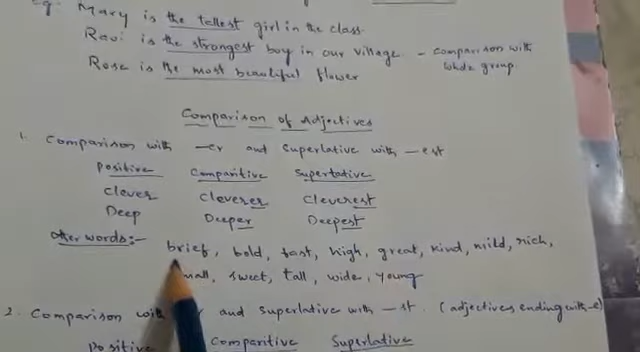 eg. Mary is the tallest girl in the class.
Ravi is the strongest boy in our village - comparison with
whole group
Rose is the most beautiful flower
Comparison of Adjectives
1. Comparison with -er and superlative with -est
Positive Comparitive Supertative
Clever Cleverer Cleverest
Deep Deeper Deepest
Other words:- brief, bold, fast, high, great, kind, mild, rich,
sweet, tall, wide, young
2. Comparison and superlative with -st. (adjectives ending with -e)
Positive Comparitive Superlative